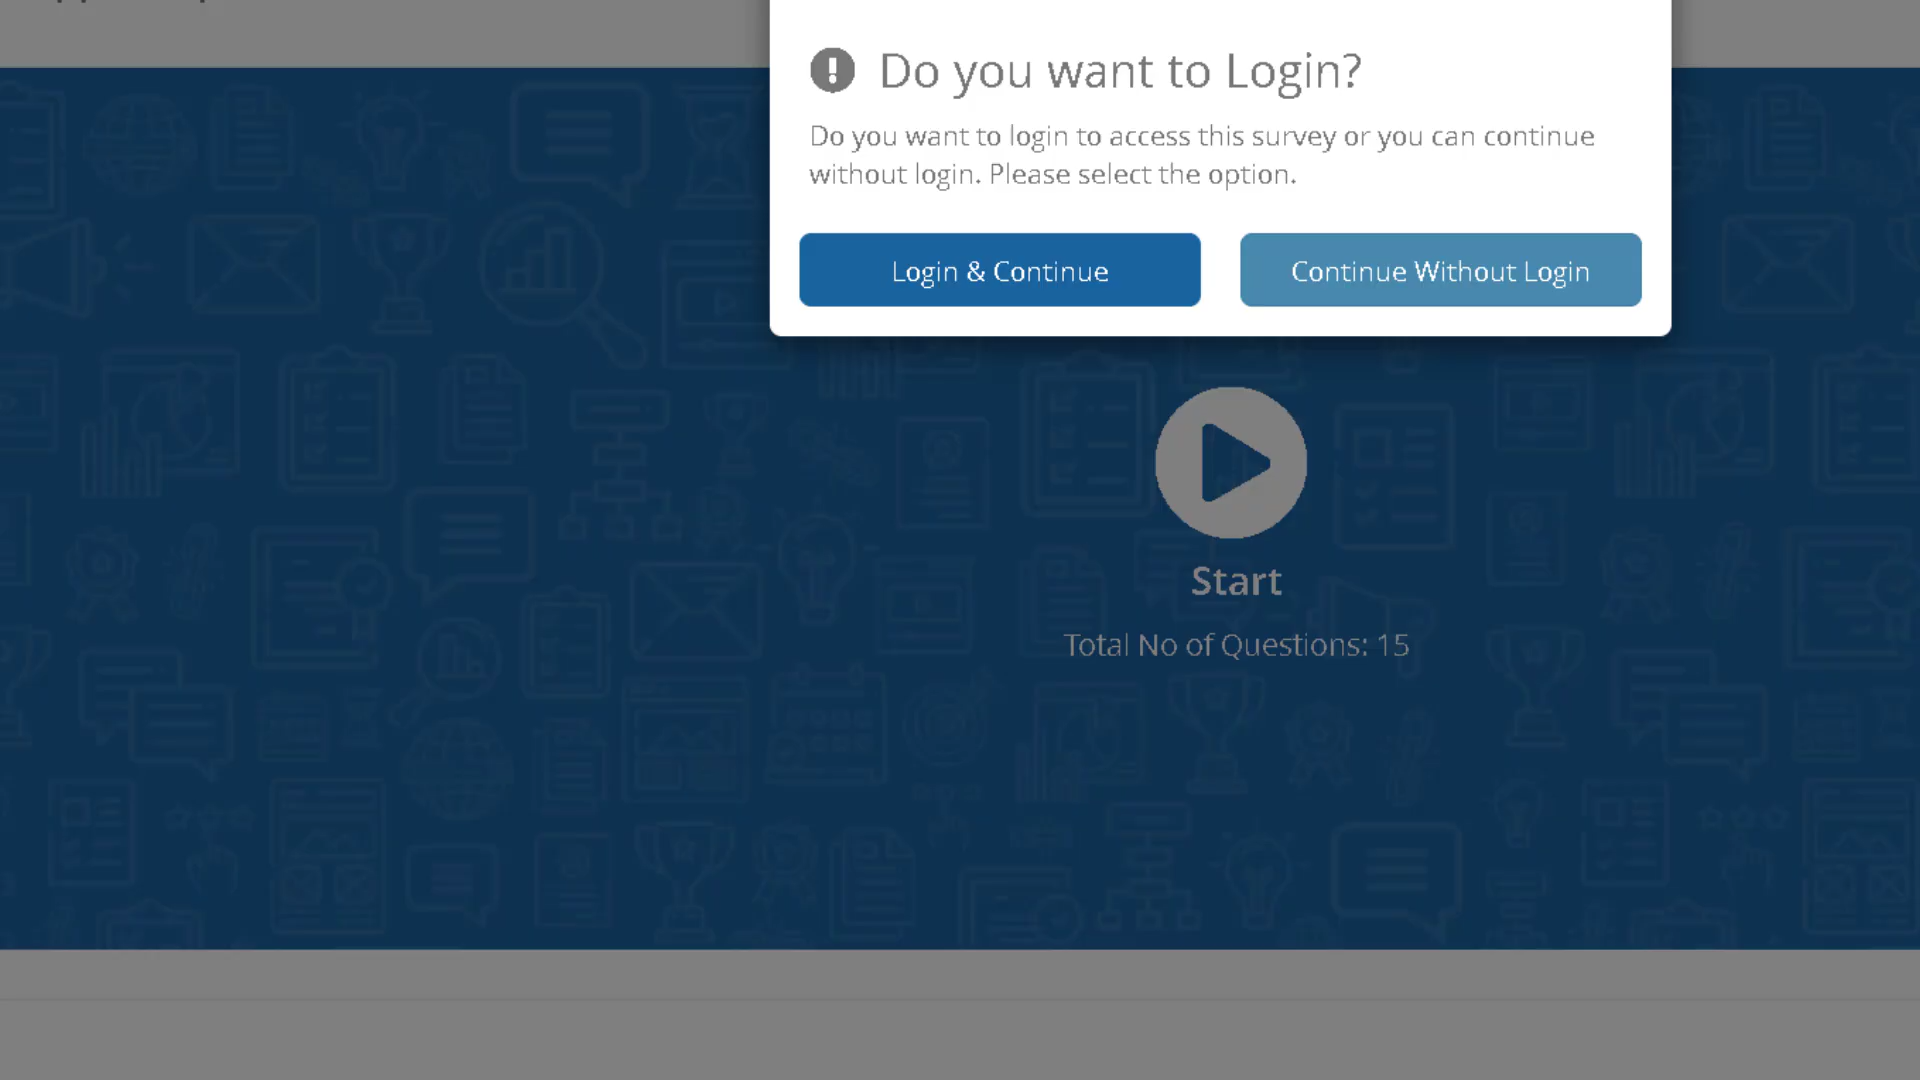 Do you want to Login?
Do you want to login to access this survey or you can continue
without login. Please select the option.
Login & Continue
Continue Without Login
Start
Total No of Questions: 15